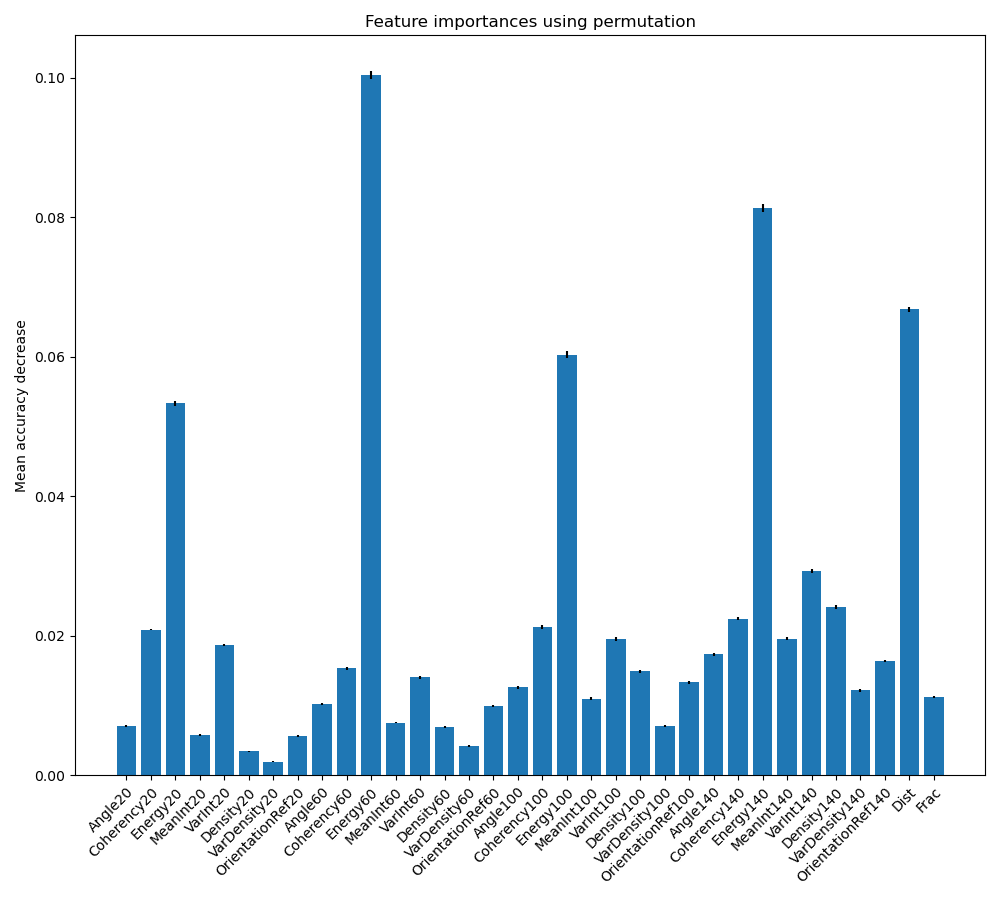 Feature importances using permutation
Mean accuracy decrease
0.10
0.08
0.06
0.04
0.02
0.00
Angle20
Coherency20
Energy20
MeanInt20
VarInt20
Density20
VarDensity20
OrientationRef20
Angle60
Coherency60
Energy60
MeanInt60
VarInt60
Density60
VarDensity60
OrientationRef60
Angle100
Coherency100
Energy100
MeanInt100
VarInt100
Density100
VarDensity100
OrientationRef100
Angle140
Coherency140
Energy140
MeanInt140
VarInt140
Density140
VarDensity140
OrientationRef140
Dist
Frac